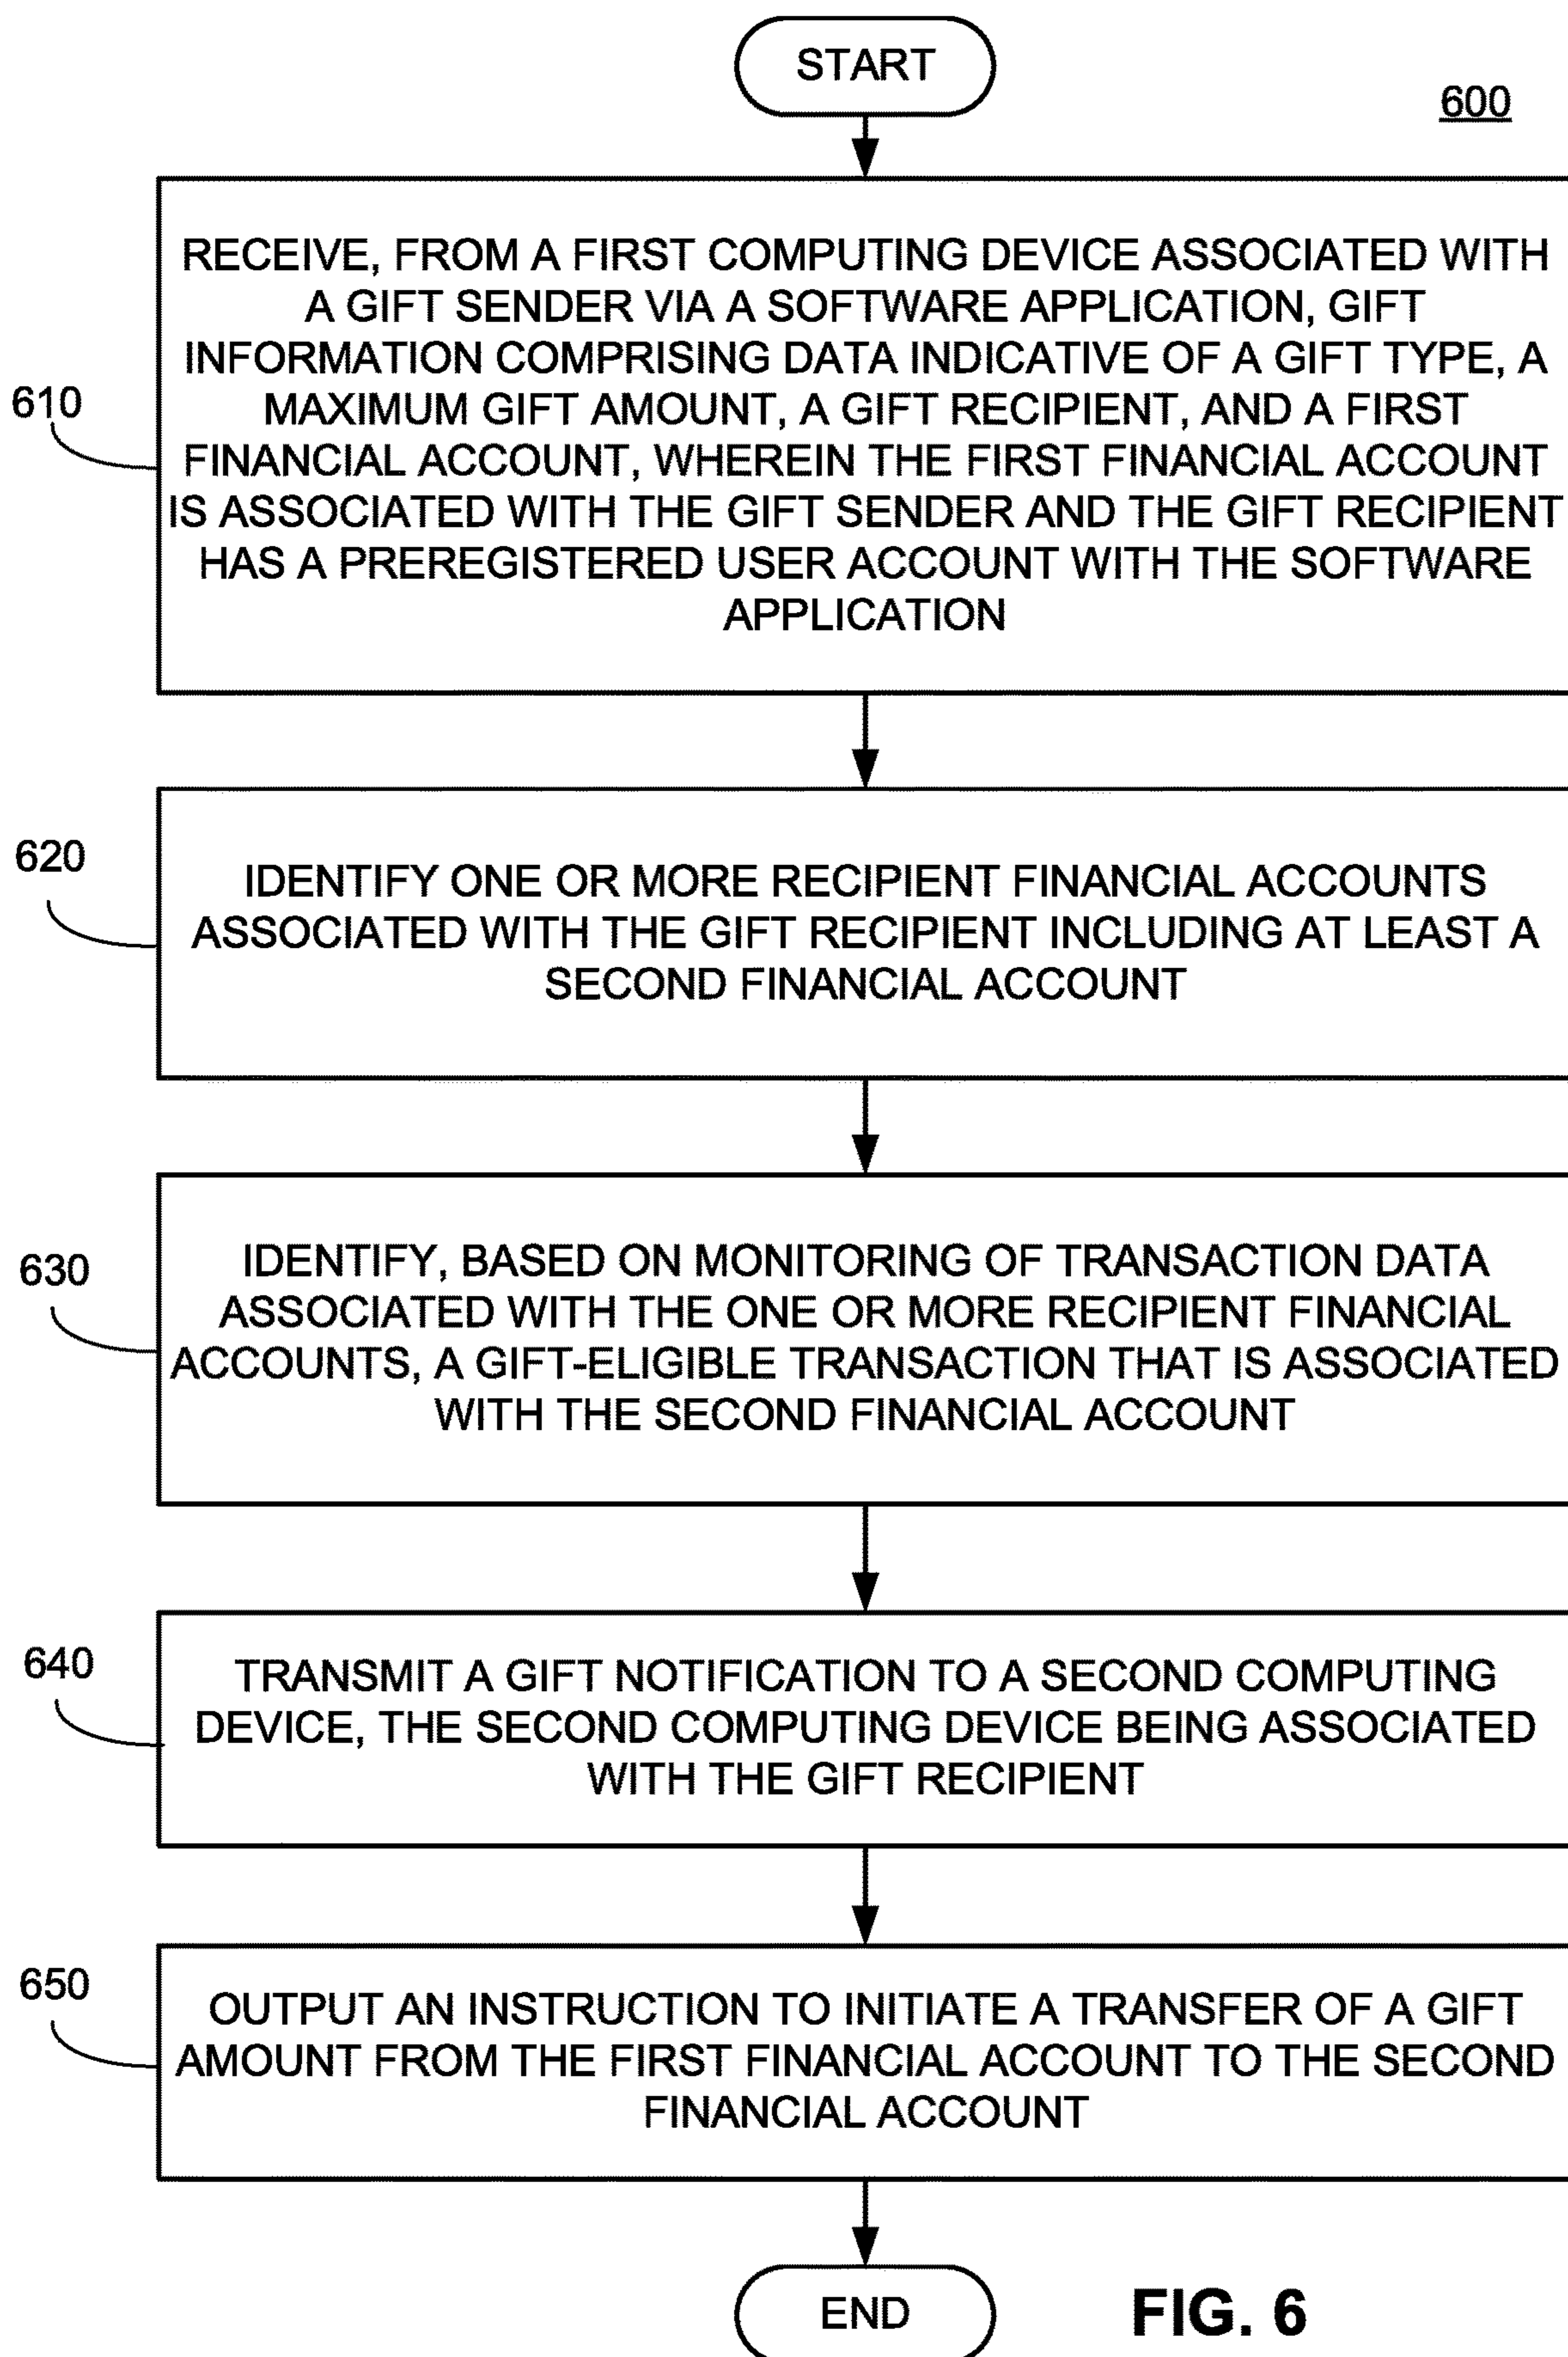 START
600
RECEIVE, FROM A FIRST COMPUTING DEVICE ASSOCIATED WITH
A GIFT SENDER VIA A SOFTWARE APPLICATION, GIFT
INFORMATION COMPRISING DATA INDICATIVE OF A GIFT TYPE, A
MAXIMUM GIFT AMOUNT, A GIFT RECIPIENT, AND A FIRST
FINANCIAL ACCOUNT, WHEREIN THE FIRST FINANCIAL ACCOUNT
IS ASSOCIATED WITH THE GIFT SENDER AND THE GIFT RECIPIENT
HAS A PREREGISTERED USER ACCOUNT WITH THE SOFTWARE
APPLICATION
610
620
IDENTIFY ONE OR MORE RECIPIENT FINANCIAL ACCOUNTS
ASSOCIATED WITH THE GIFT RECIPIENT INCLUDING AT LEAST A
SECOND FINANCIAL ACCOUNT
630
IDENTIFY, BASED ON MONITORING OF TRANSACTION DATA
ASSOCIATED WITH THE ONE OR MORE RECIPIENT FINANCIAL
ACCOUNTS, A GIFT-ELIGIBLE TRANSACTION THAT IS ASSOCIATED
WITH THE SECOND FINANCIAL ACCOUNT
640
TRANSMIT A GIFT NOTIFICATION TO A SECOND COMPUTING
DEVICE, THE SECOND COMPUTING DEVICE BEING ASSOCIATED
WITH THE GIFT RECIPIENT
650
OUTPUT AN INSTRUCTION TO INITIATE A TRANSFER OF A GIFT
AMOUNT FROM THE FIRST FINANCIAL ACCOUNT TO THE SECOND
FINANCIAL ACCOUNT
END
FIG. 6